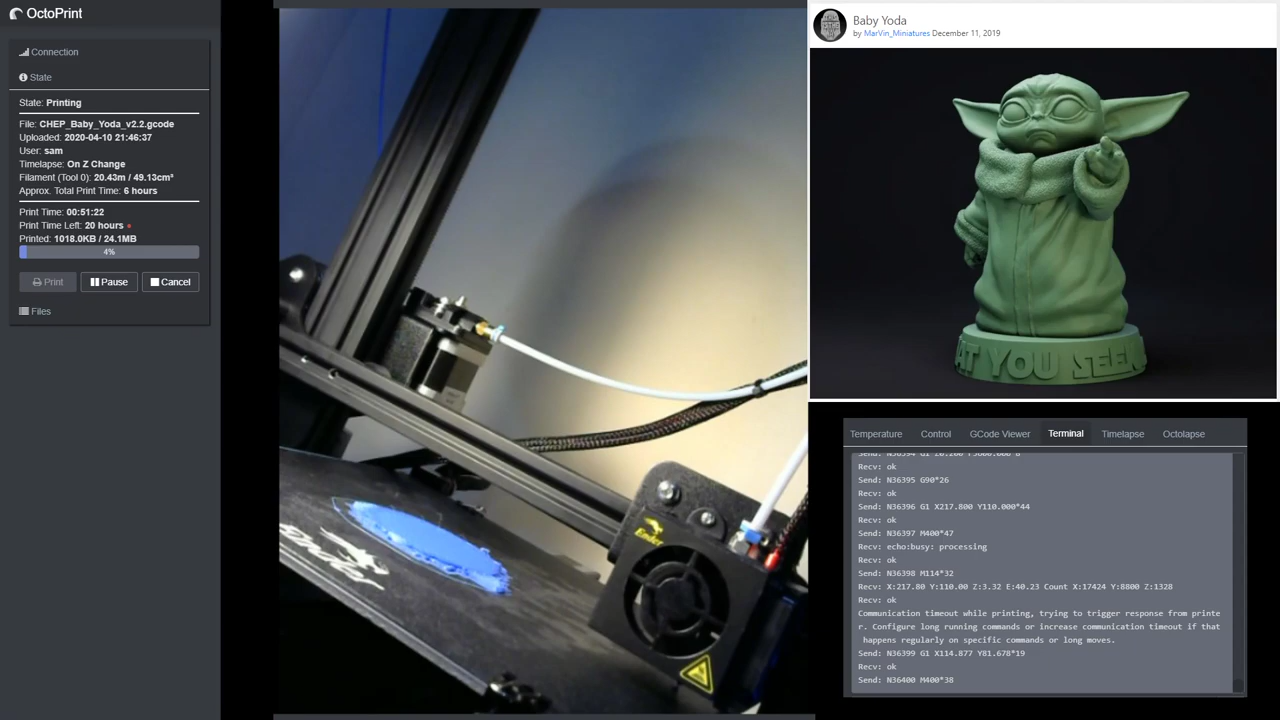 OctoPrint
Connection
State
State: Printing
File: CHEP_Baby_Yoda_v2.2.gcode
Uploaded: 2020-04-10 21:46:37
User: sam
Timelapse: On Z Change
Filament (Tool 0): 20.43m / 49.13cm³
Approx. Total Print Time: 6 hours
Print Time: 00:51:22
Print Time Left: 20 hours
Printed: 1018.0KB / 24.1MB
4%
Print Pause Cancel
Files
Ender
Ender
Baby Yoda
by MarVin_Miniatures December 11, 2019
AT YOU SEEK
Temperature Control GCode Viewer Terminal Timelapse Octolapse
Recv: ok
Send: N36395 G90*26
Recv: ok
Send: N36396 G1 X217.800 Y110.000*44
Recv: ok
Send: N36397 M400*47
Recv: echo:busy: processing
Recv: ok
Send: N36398 M114*32
Recv: X:217.80 Y:110.00 Z:3.32 E:40.23 Count X:17424 Y:8800 Z:1328
Recv: ok
Communication timeout while printing, trying to trigger response from printe
r. Configure long running commands or increase communication timeout if that
happens regularly on specific commands or long moves.
Send: N36399 G1 X114.877 Y81.678*19
Recv: ok
Send: N36400 M400*38